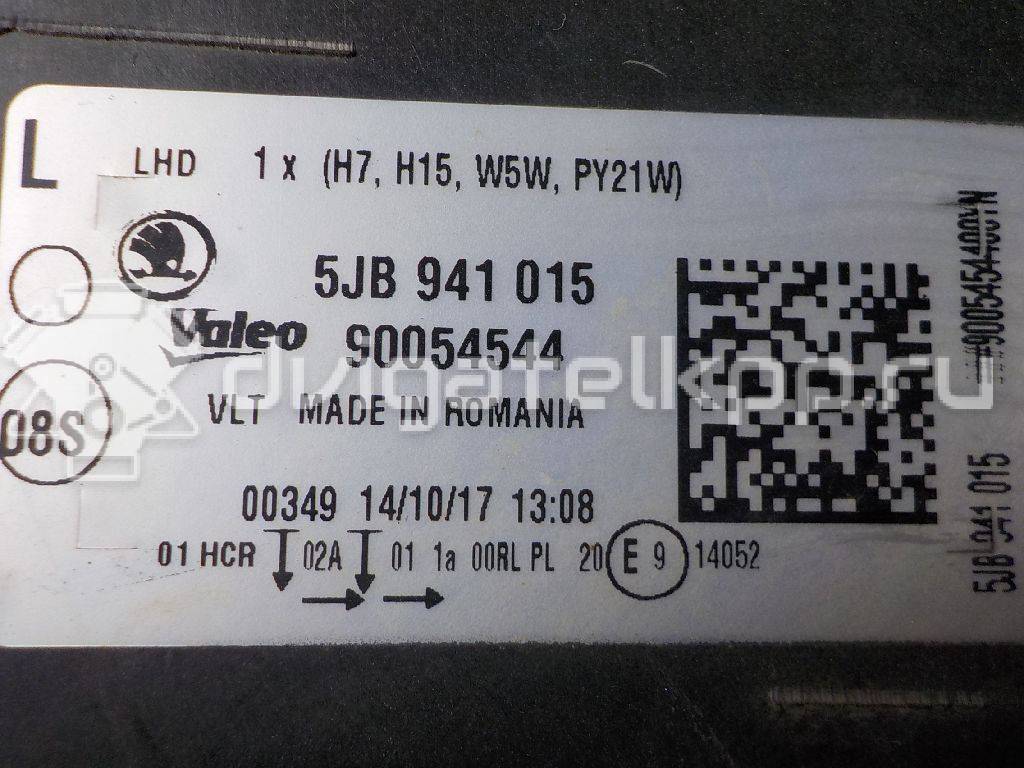 L LHD 1 x (H7, H15, W5W, PY21W)
5JB 941 015
Valeo 90054544
08S
VLT MADE IN ROMANIA
00349 14/10/17 13:08
01 HCR 02A 01 1a 00RL PL 20 E 9 14052
5JB 941 015
dvigatelkpp.ru